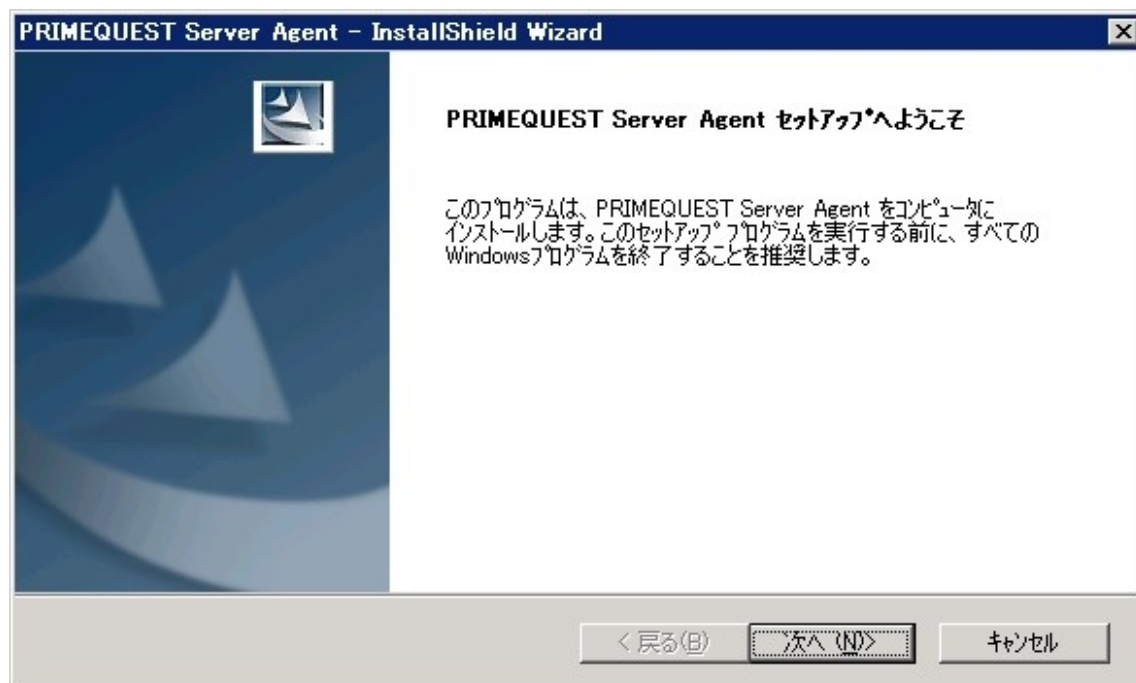 PRIMEQUEST Server Agent - InstallShield Wizard
PRIMEQUEST Server Agent セットアップへようこそ
このプログラムは、PRIMEQUEST Server Agent をコンピュータに
インストールします。このセットアップ プログラムを実行する前に、すべての
Windowsプログラムを終了することを推奨します。
< 戻る(B)
次へ (N)>
キャンセル